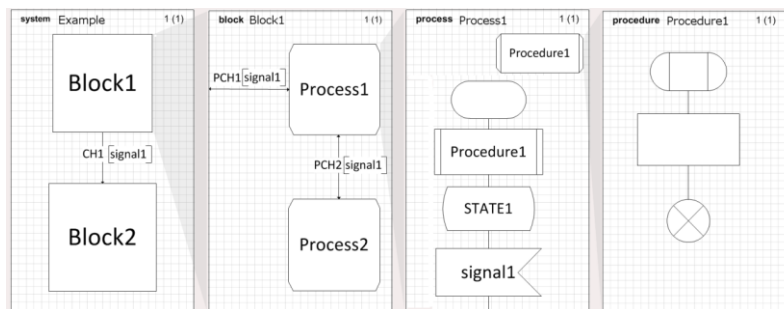 system Example 1 (1)
Block1
CH1 [signal1]
Block2
block Block1 1 (1)
PCH1 [signal1]
Process1
PCH2 [signal1]
Process2
process Process1 1 (1)
Procedure1
Procedure1
STATE1
signal1
procedure Procedure1 1 (1)